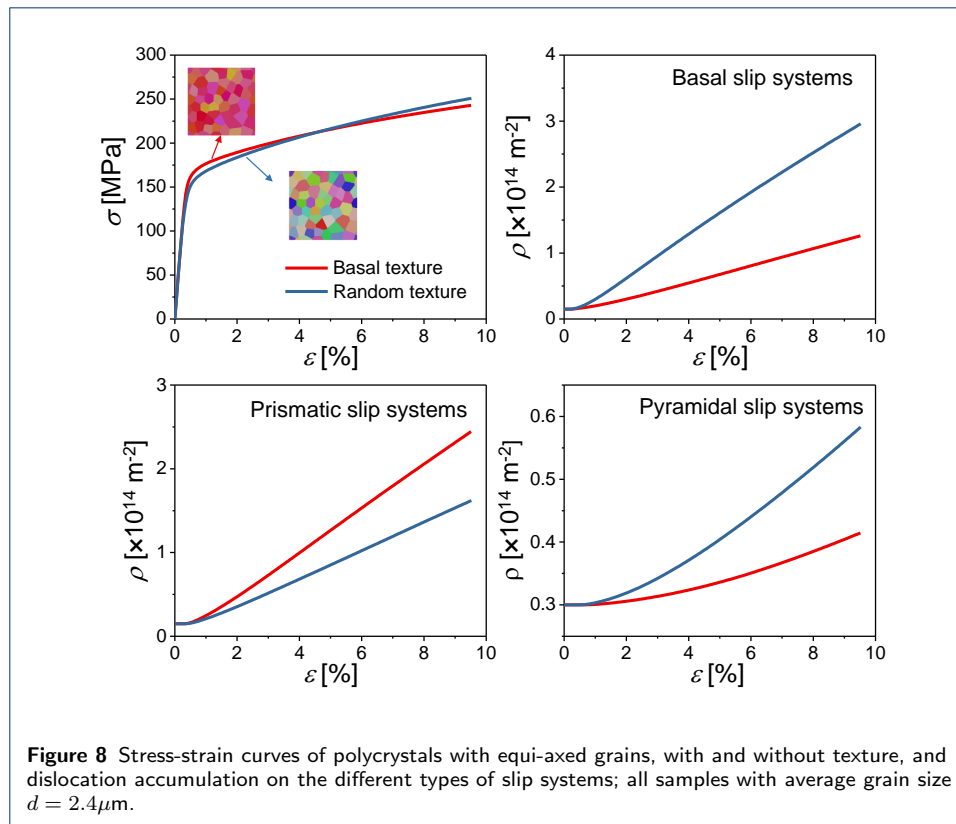 300
250
200
150
100
50
0
σ [MPa]
Basal texture
Random texture
0 2 4 6 8 10
ε [%]
Basal slip systems
4
3
2
1
0
ρ [×10¹⁴ m⁻²]
0 2 4 6 8 10
ε [%]
Prismatic slip systems
3
2
1
0
ρ [×10¹⁴ m⁻²]
0 2 4 6 8 10
ε [%]
Pyramidal slip systems
0.6
0.5
0.4
0.3
ρ [×10¹⁴ m⁻²]
0 2 4 6 8 10
ε [%]
Figure 8 Stress-strain curves of polycrystals with equi-axed grains, with and without texture, and
dislocation accumulation on the different types of slip systems; all samples with average grain size
d = 2.4μm.